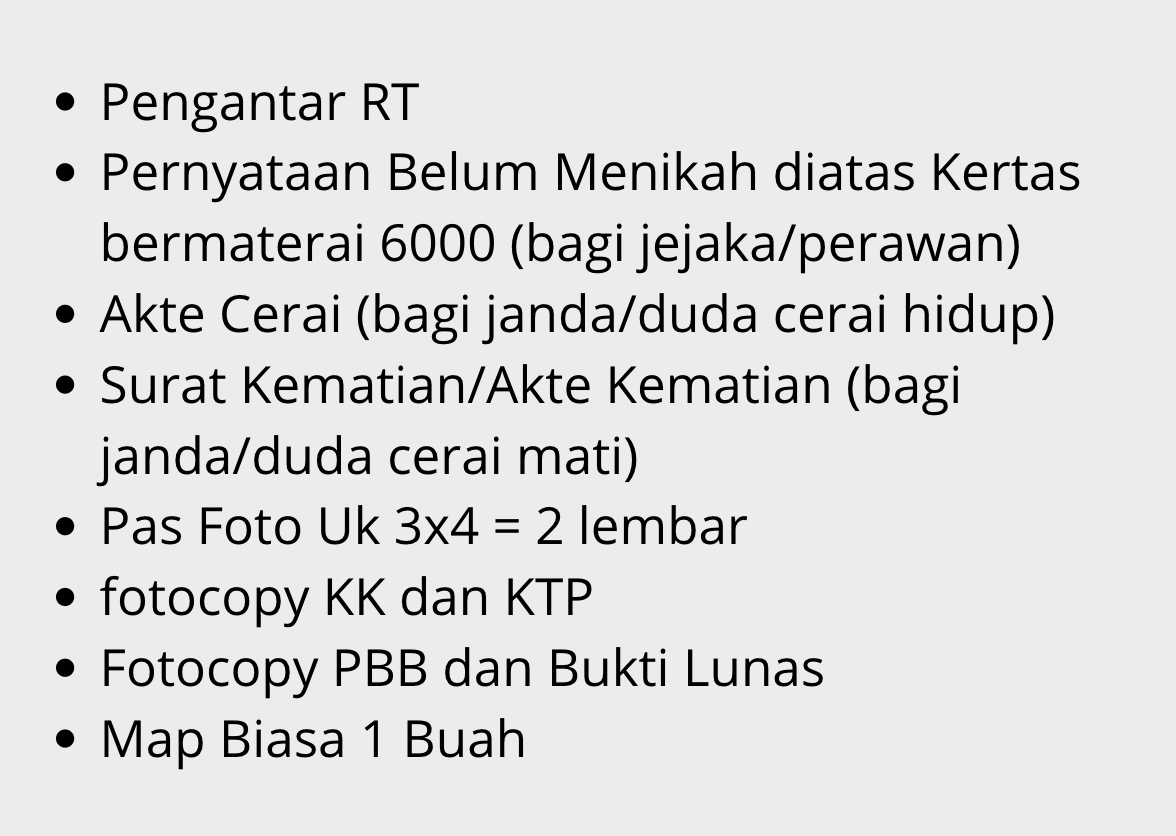 • Pengantar RT
• Pernyataan Belum Menikah diatas Kertas
bermaterai 6000 (bagi jejaka/perawan)
• Akte Cerai (bagi janda/duda cerai hidup)
• Surat Kematian/Akte Kematian (bagi
janda/duda cerai mati)
• Pas Foto Uk 3x4 = 2 lembar
• fotocopy KK dan KTP
• Fotocopy PBB dan Bukti Lunas
• Map Biasa 1 Buah